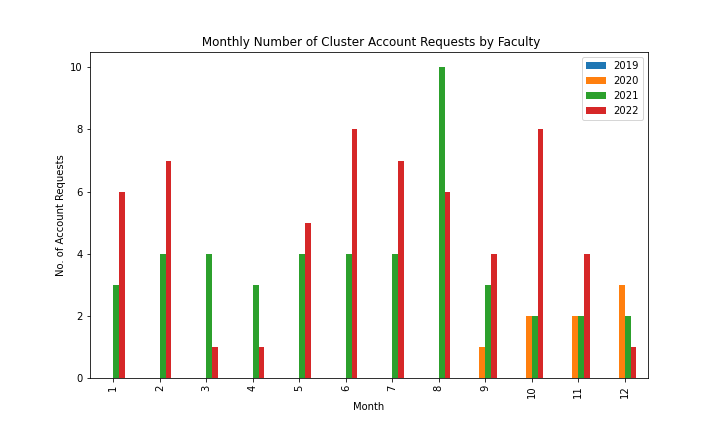 Monthly Number of Cluster Account Requests by Faculty
2019
2020
2021
2022
10
8
6
4
2
0
No. of Account Requests
1 2 3 4 5 6 7 8 9 10 11 12
Month